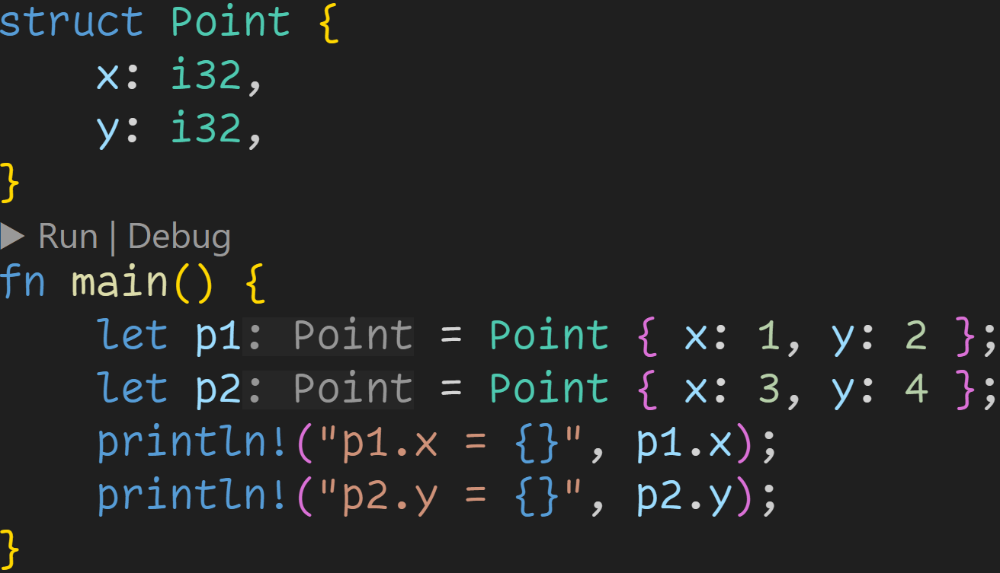 struct Point {
    x: i32,
    y: i32,
}
▶ Run | Debug
fn main() {
    let p1: Point = Point { x: 1, y: 2 };
    let p2: Point = Point { x: 3, y: 4 };
    println!("p1.x = {}", p1.x);
    println!("p2.y = {}", p2.y);
}